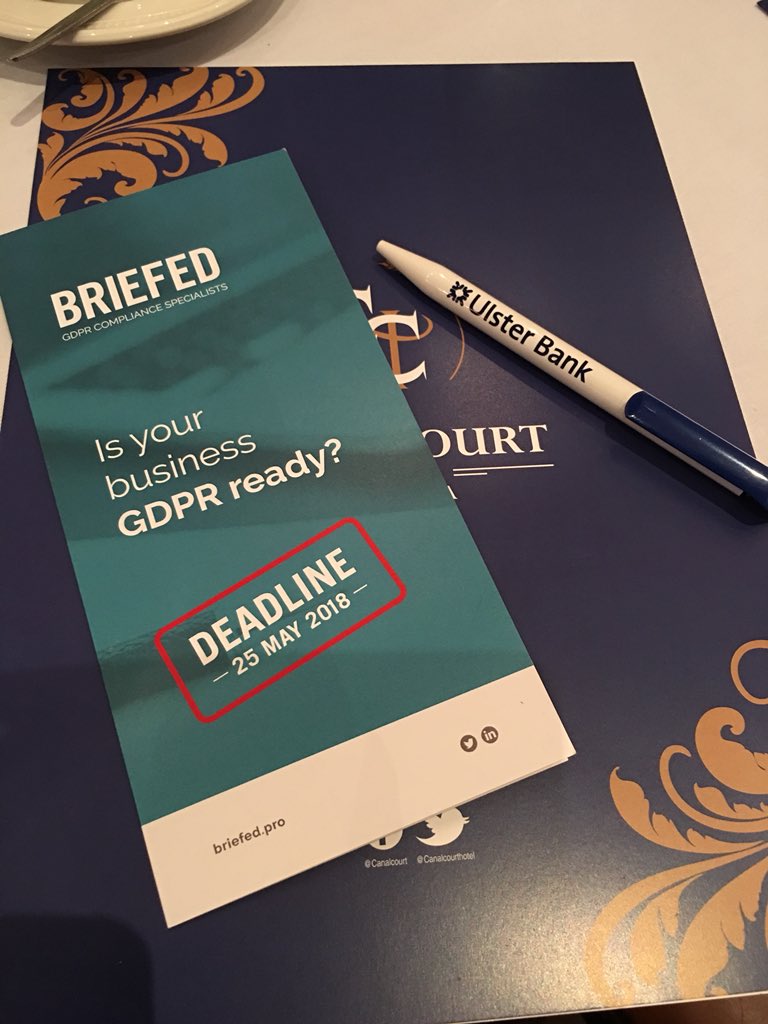 BRIEFED
GDPR COMPLIANCE SPECIALISTS
Is your
business
GDPR ready?
DEADLINE
— 25 MAY 2018 —
briefed.pro
in
Ulster Bank
OURT
@Canalcourt @Canalcourthotel